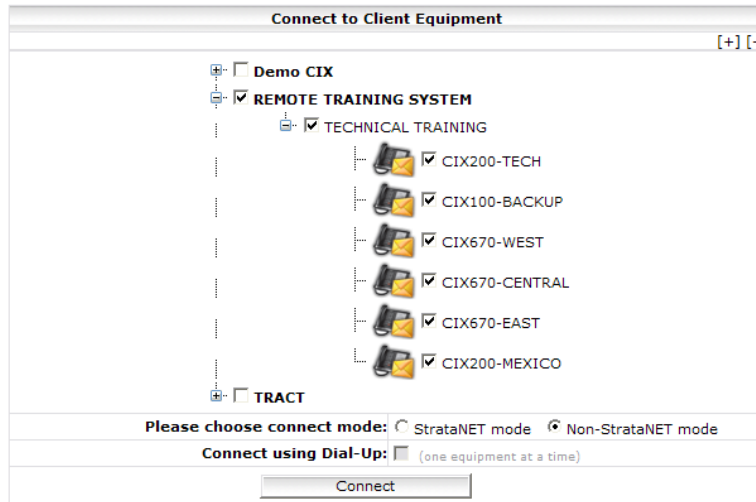 Connect to Client Equipment
[+] [-
Demo CIX
REMOTE TRAINING SYSTEM
TECHNICAL TRAINING
CIX200-TECH
CIX100-BACKUP
CIX670-WEST
CIX670-CENTRAL
CIX670-EAST
CIX200-MEXICO
TRACT
Please choose connect mode: StrataNET mode Non-StrataNET mode
Connect using Dial-Up: (one equipment at a time)
Connect